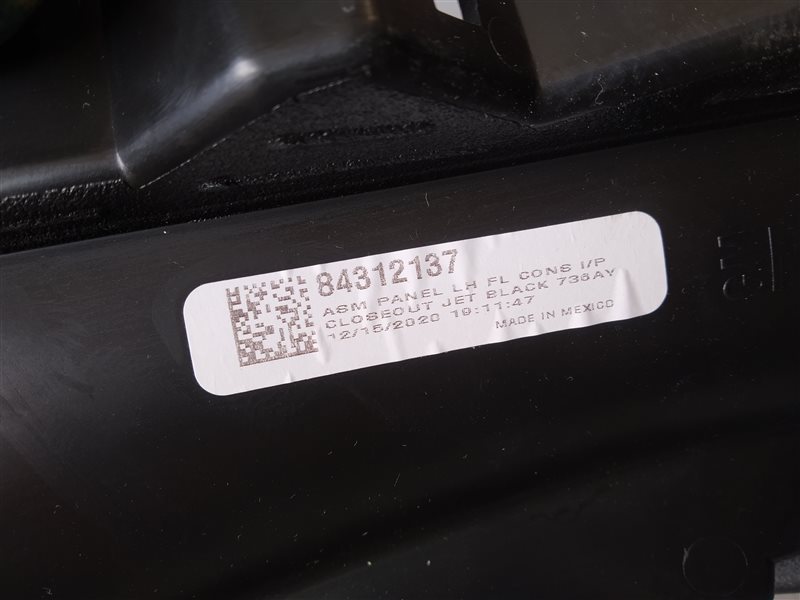 84312137
ASM PANEL LH FL CONS I/P
CLOSEOUT JET BLACK 736AY
12/15/2020 19:11:47
MADE IN MEXICO